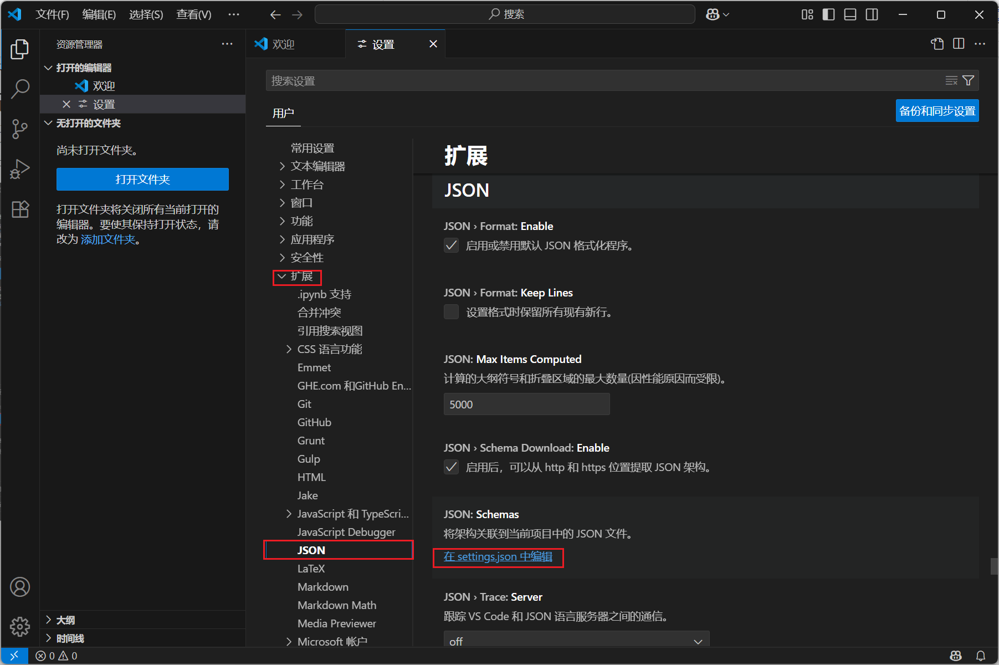 文件(F) 编辑(E) 选择(S) 查看(V) ··· 搜索
资源管理器
打开的编辑器
欢迎
设置
无打开的文件夹
尚未打开文件夹。
打开文件夹
打开文件夹将关闭所有当前打开的
编辑器。要使其保持打开状态，请
改为 添加文件夹。
大纲
时间线
欢迎 设置
搜索设置
用户
备份和同步设置
常用设置
文本编辑器
工作台
窗口
功能
应用程序
安全性
扩展
.ipynb 支持
合并冲突
引用搜索视图
CSS 语言功能
Emmet
GHE.com 和GitHub En...
Git
GitHub
Grunt
Gulp
HTML
Jake
JavaScript 和 TypeScri...
JavaScript Debugger
JSON
LaTeX
Markdown
Markdown Math
Media Previewer
Microsoft 帐户
扩展
JSON
JSON › Format: Enable
启用或禁用默认 JSON 格式化程序。
JSON › Format: Keep Lines
设置格式时保留所有现有新行。
JSON: Max Items Computed
计算的大纲符号和折叠区域的最大数量(因性能原因而受限)。
5000
JSON › Schema Download: Enable
启用后，可以从 http 和 https 位置提取 JSON 架构。
JSON: Schemas
将架构关联到当前项目中的 JSON 文件。
在 settings.json 中编辑
JSON › Trace: Server
跟踪 VS Code 和 JSON 语言服务器之间的通信。
off
0 0